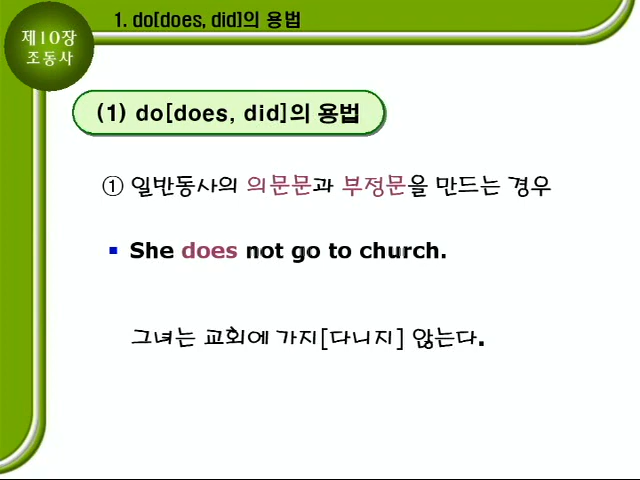 1. do[does, did]의 용법
제10장
조동사
(1) do[does, did]의 용법
① 일반동사의 의문문과 부정문을 만드는 경우
▪ She does not go to church.
그녀는 교회에 가지[다니지] 않는다.